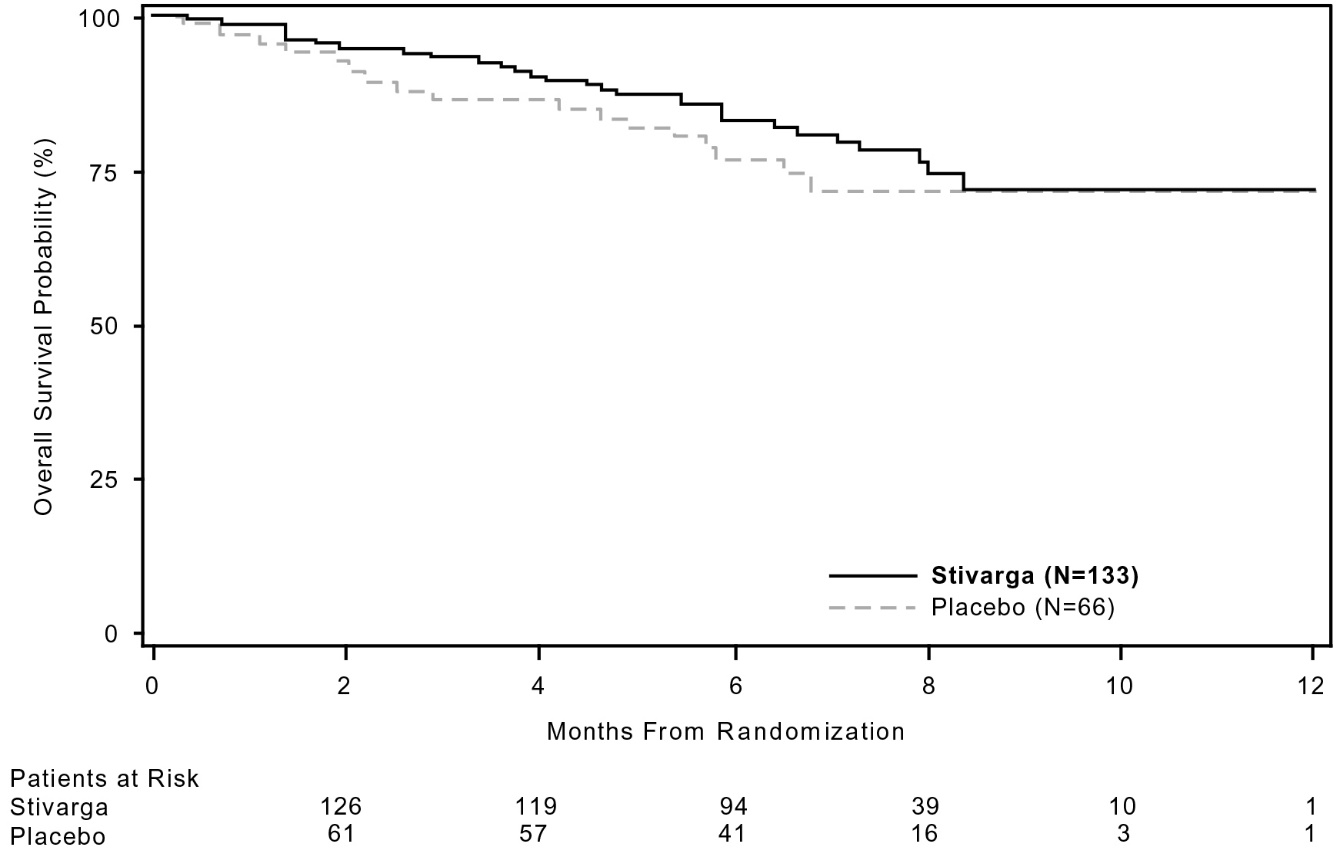 100
75
50
25
0
Overall Survival Probability (%)
Stivarga (N=133)
Placebo (N=66)
0 2 4 6 8 10 12
Months From Randomization
Patients at Risk
Stivarga 126 119 94 39 10 1
Placebo 61 57 41 16 3 1